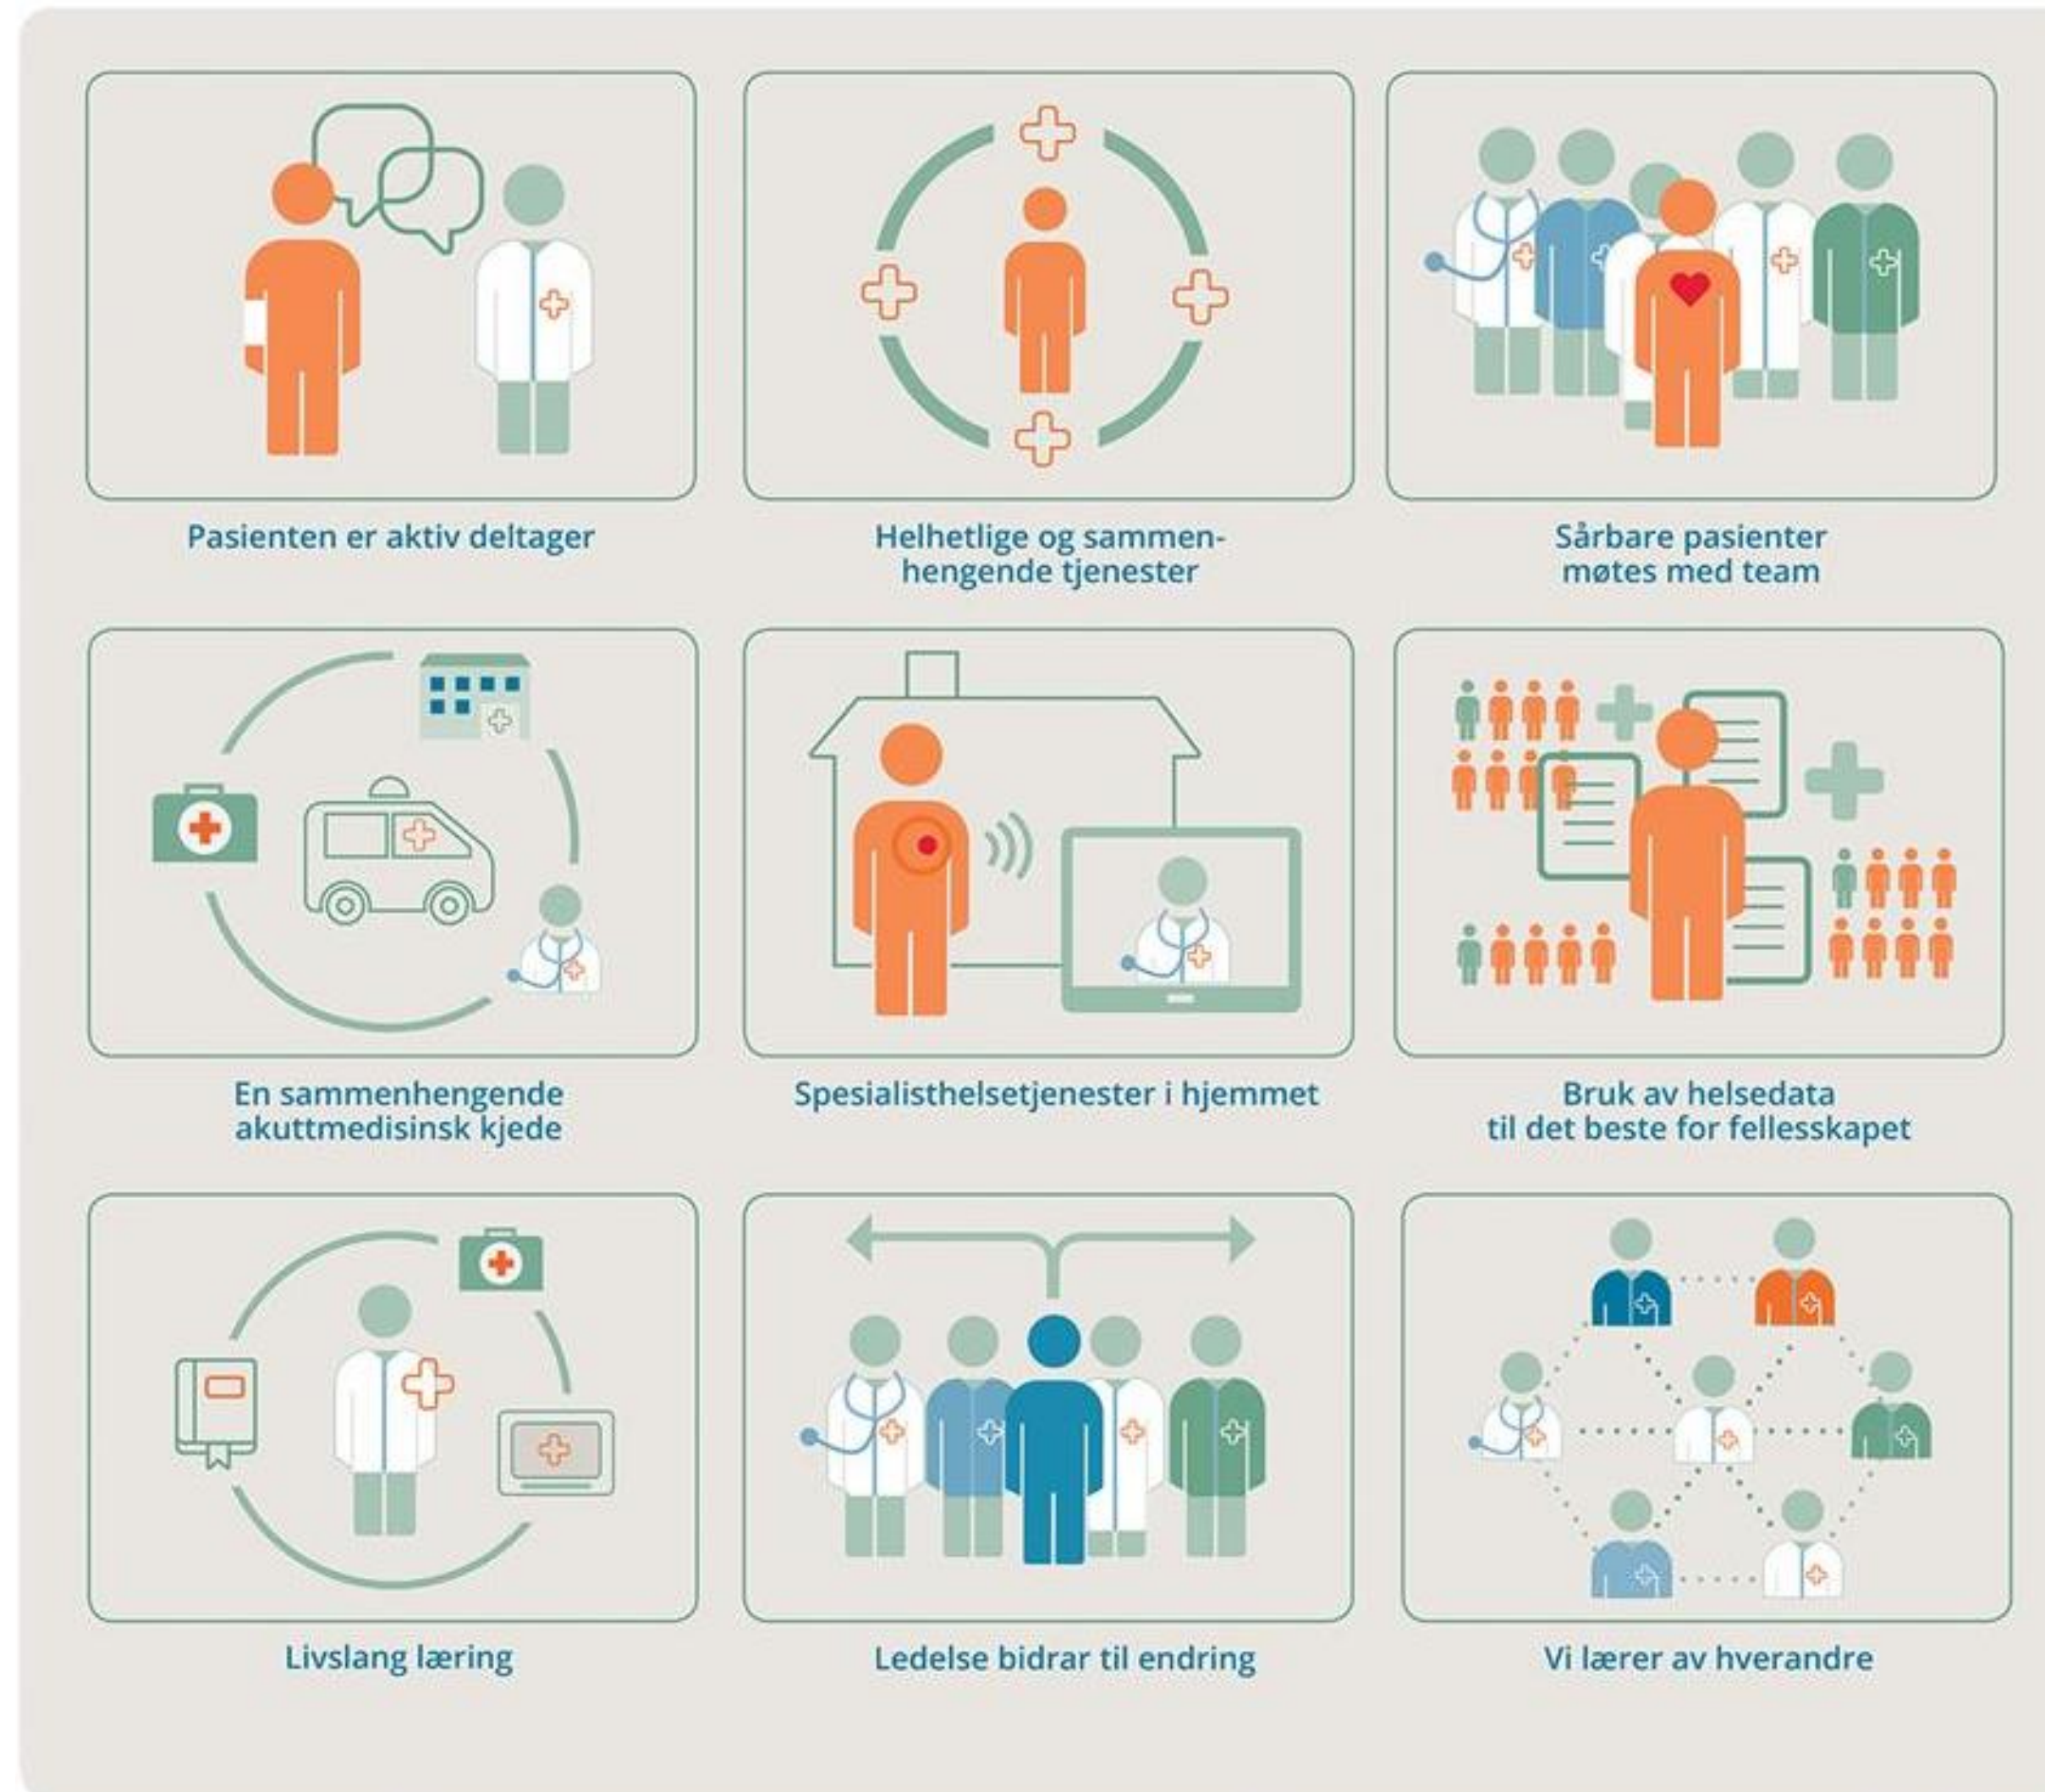 Pasienten er aktiv deltager
Helhetlige og sammen-
hengende tjenester
Sårbare pasienter
møtes med team
En sammenhengende
akuttmedisinsk kjede
Spesialisthelsetjenester i hjemmet
Bruk av helsedata
til det beste for fellesskapet
Livslang læring
Ledelse bidrar til endring
Vi lærer av hverandre